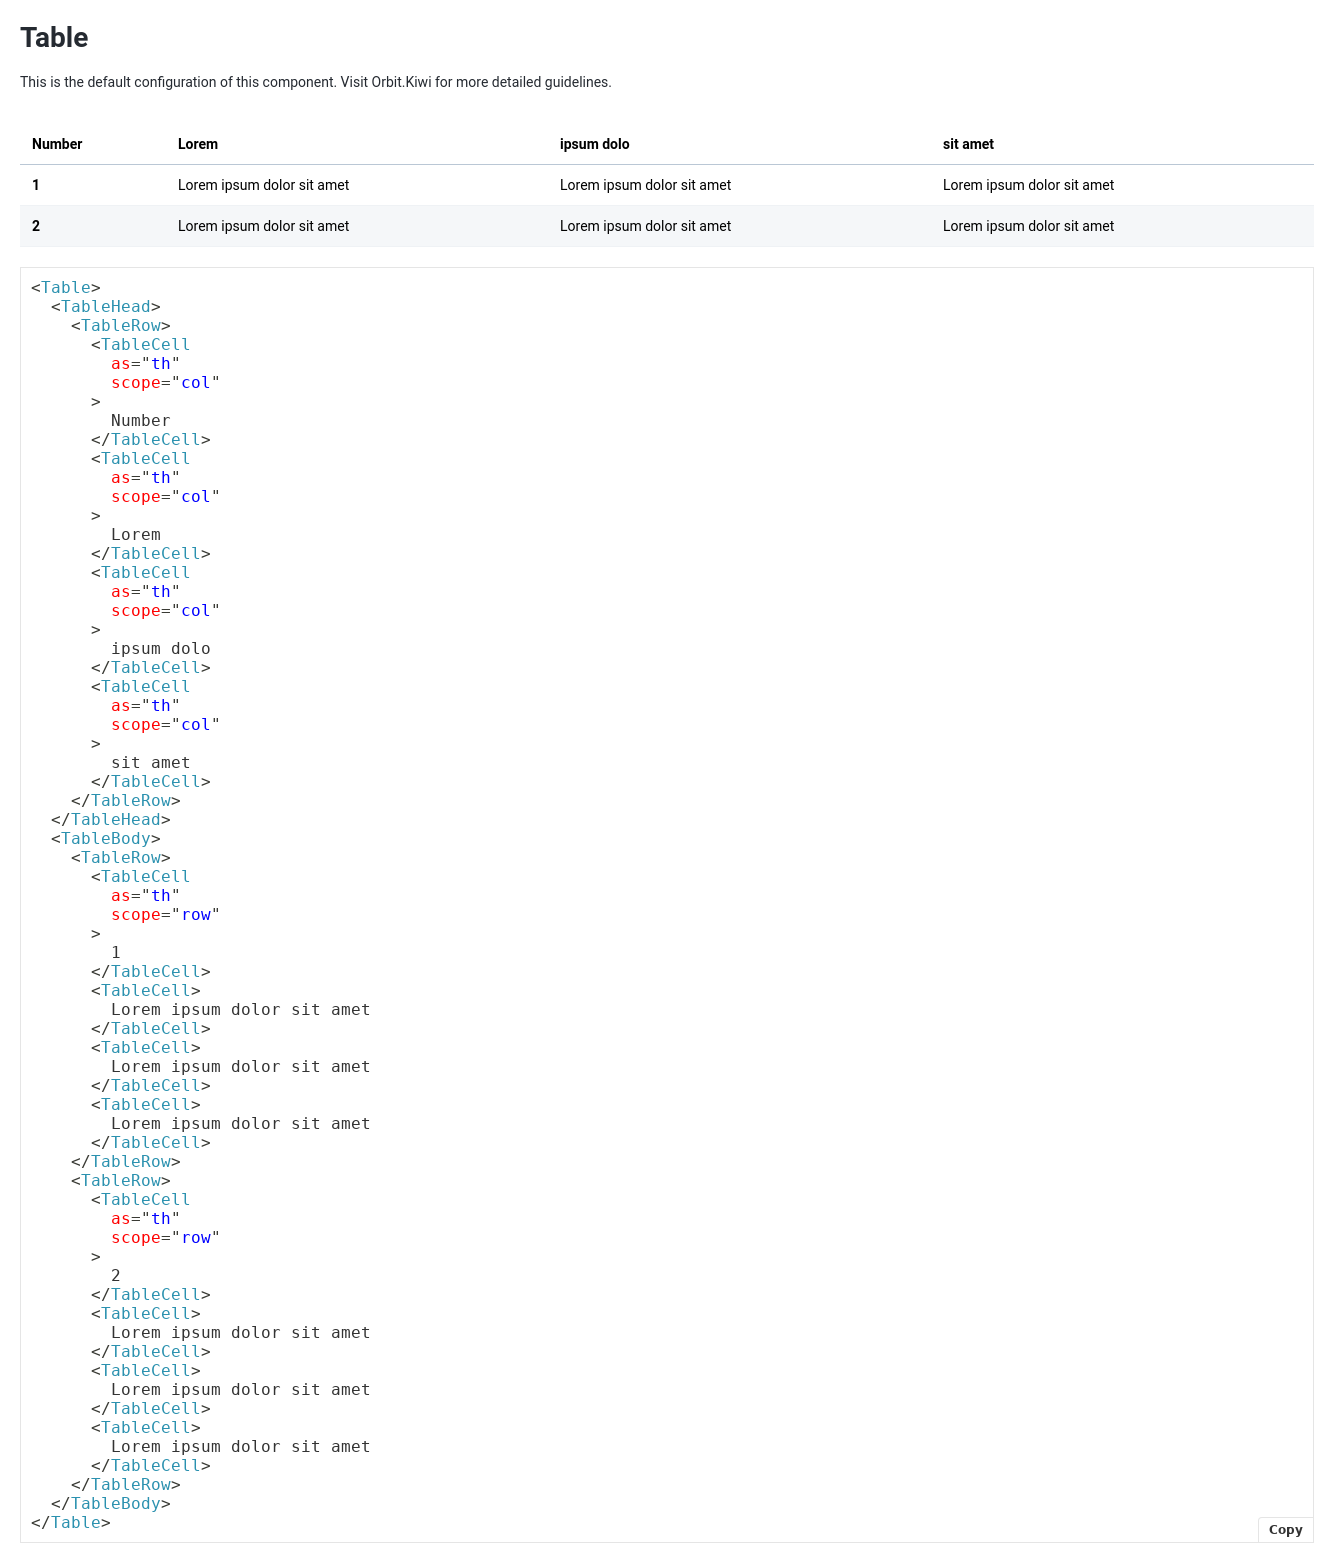 Table
This is the default configuration of this component. Visit Orbit.Kiwi for more detailed guidelines.
Number Lorem ipsum dolo sit amet
1 Lorem ipsum dolor sit amet Lorem ipsum dolor sit amet Lorem ipsum dolor sit amet
2 Lorem ipsum dolor sit amet Lorem ipsum dolor sit amet Lorem ipsum dolor sit amet
<Table>
  <TableHead>
    <TableRow>
      <TableCell
        as="th"
        scope="col"
      >
        Number
      </TableCell>
      <TableCell
        as="th"
        scope="col"
      >
        Lorem
      </TableCell>
      <TableCell
        as="th"
        scope="col"
      >
        ipsum dolo
      </TableCell>
      <TableCell
        as="th"
        scope="col"
      >
        sit amet
      </TableCell>
    </TableRow>
  </TableHead>
  <TableBody>
    <TableRow>
      <TableCell
        as="th"
        scope="row"
      >
        1
      </TableCell>
      <TableCell>
        Lorem ipsum dolor sit amet
      </TableCell>
      <TableCell>
        Lorem ipsum dolor sit amet
      </TableCell>
      <TableCell>
        Lorem ipsum dolor sit amet
      </TableCell>
    </TableRow>
    <TableRow>
      <TableCell
        as="th"
        scope="row"
      >
        2
      </TableCell>
      <TableCell>
        Lorem ipsum dolor sit amet
      </TableCell>
      <TableCell>
        Lorem ipsum dolor sit amet
      </TableCell>
      <TableCell>
        Lorem ipsum dolor sit amet
      </TableCell>
    </TableRow>
  </TableBody>
</Table>
Copy